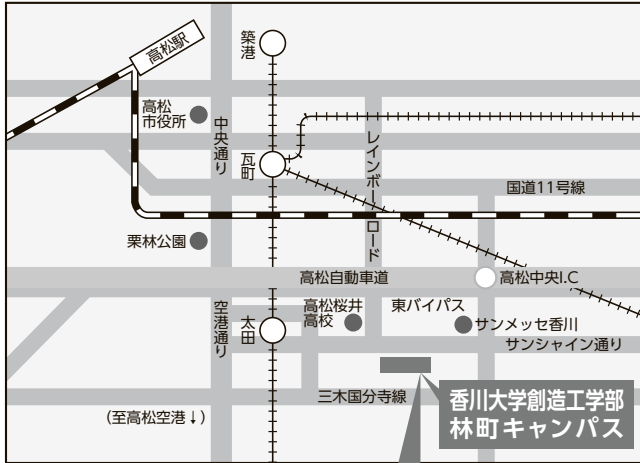 高松駅
築港
高松
市役所
中央通り
瓦町
レインボーロード
国道11号線
栗林公園
高松自動車道
高松中央I.C
空港通り
太田
高松桜井
高校
東バイパス
サンメッセ香川
サンシャイン通り
三木国分寺線
(至高松空港↓)
香川大学創造工学部
林町キャンパス